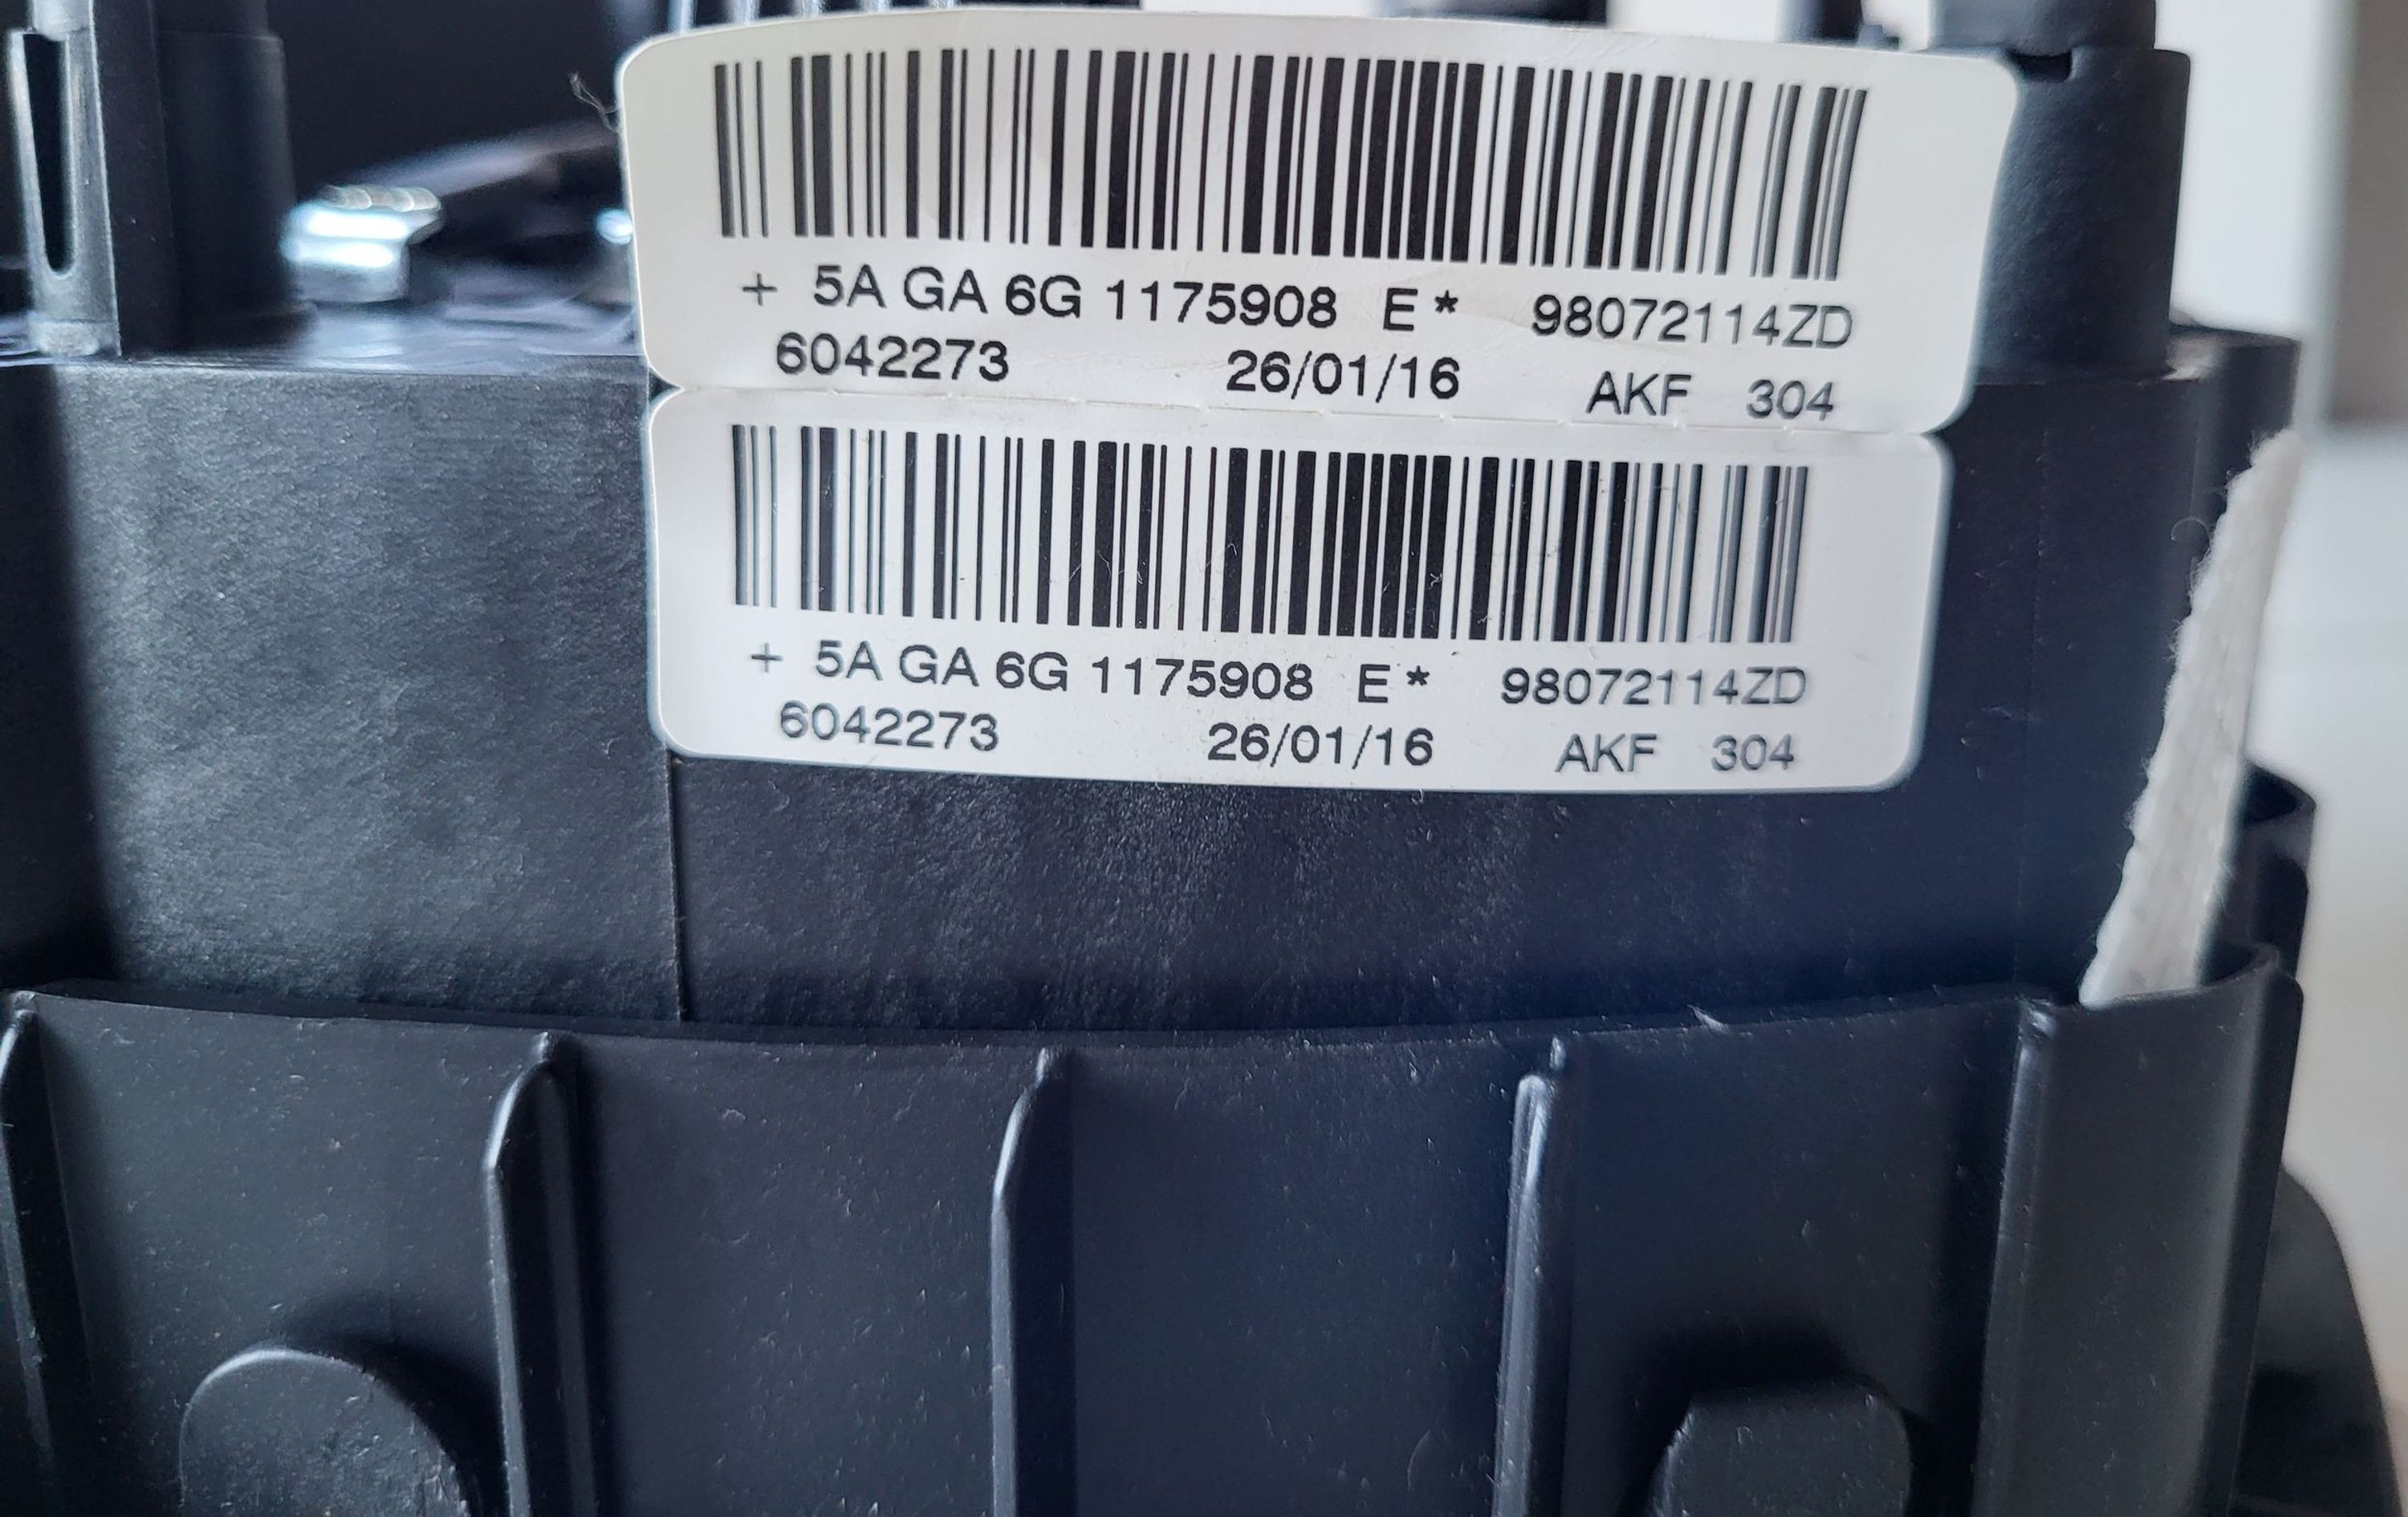 + 5A GA 6G 1175908 E* 98072114ZD
6042273 26/01/16 AKF 304
+ 5A GA 6G 1175908 E* 98072114ZD
6042273 26/01/16 AKF 304